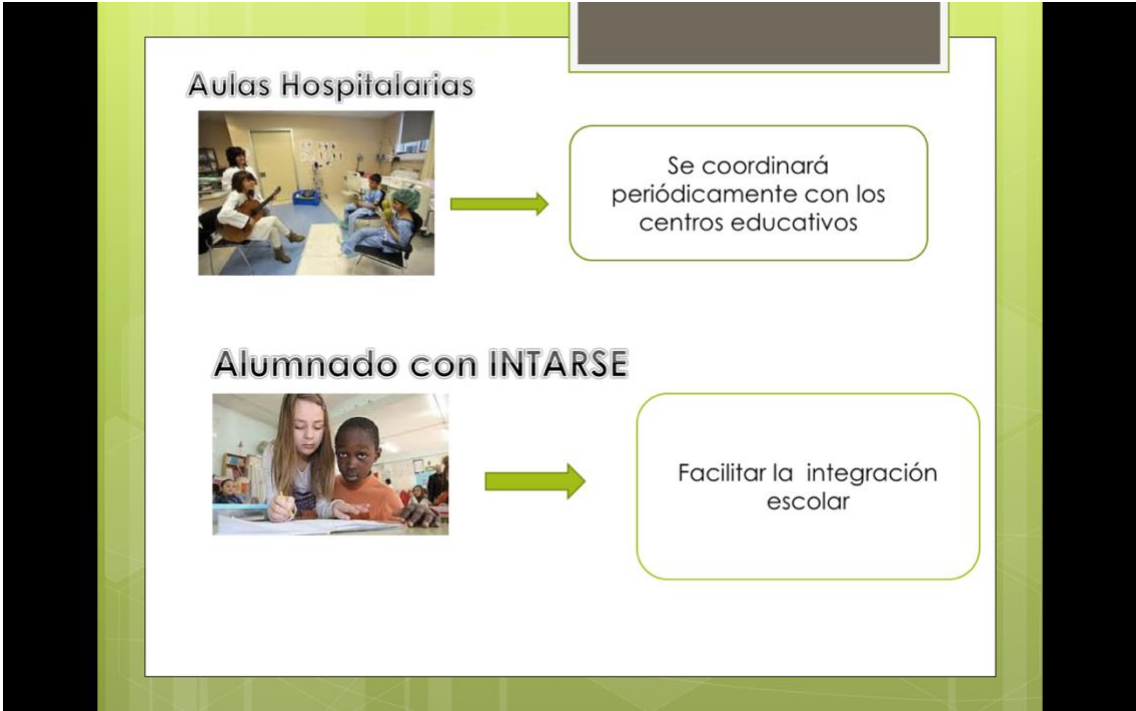 Aulas Hospitalarias
Se coordinará
periódicamente con los
centros educativos
Alumnado con INTARSE
Facilitar la integración
escolar